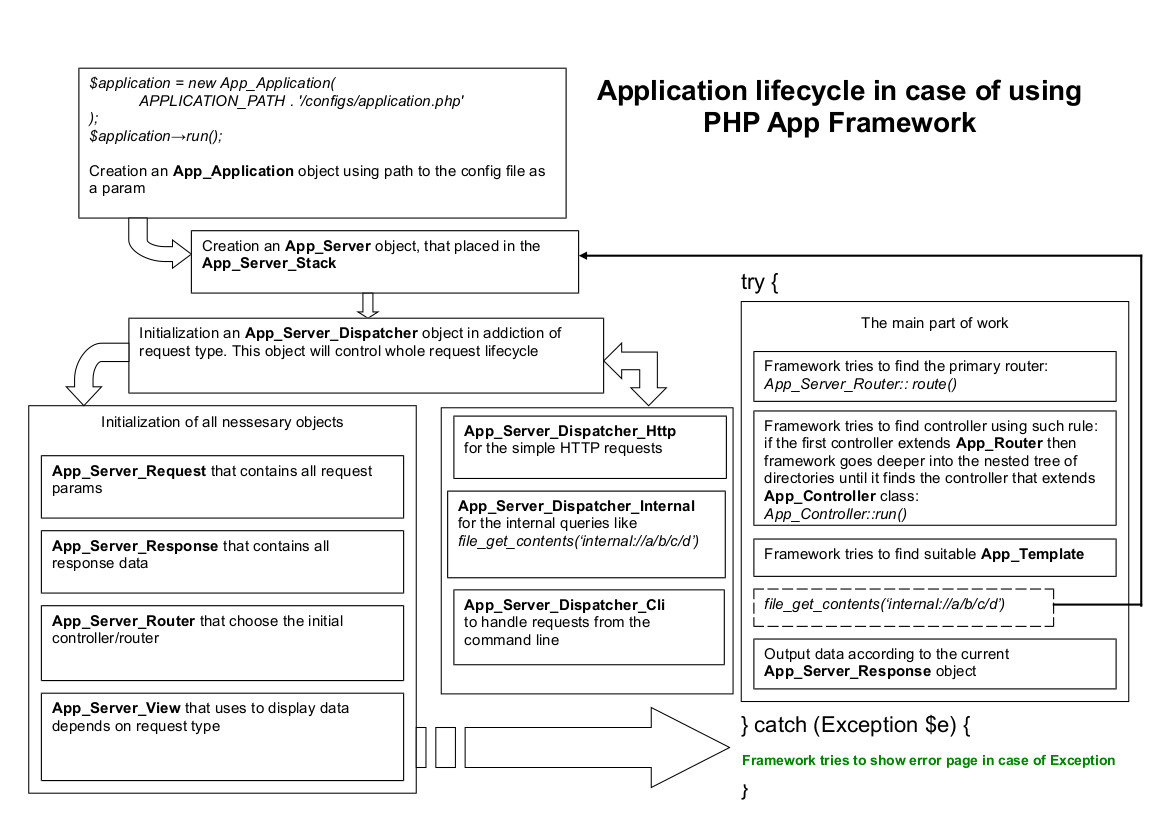 Application lifecycle in case of using
PHP App Framework
$application = new App_Application(
APPLICATION_PATH . '/configs/application.php'
);
$application→run();
Creation an App_Application object using path to the config file as
a param
Creation an App_Server object, that placed in the
App_Server_Stack
Initialization an App_Server_Dispatcher object in addiction of
request type. This object will control whole request lifecycle
Initialization of all nessesary objects
App_Server_Request that contains all request
params
App_Server_Response that contains all
response data
App_Server_Router that choose the initial
controller/router
App_Server_View that uses to display data
depends on request type
App_Server_Dispatcher_Http
for the simple HTTP requests
App_Server_Dispatcher_Internal
for the internal queries like
file_get_contents(‘internal://a/b/c/d’)
App_Server_Dispatcher_Cli
to handle requests from the
command line
try {
The main part of work
Framework tries to find the primary router:
App_Server_Router:: route()
Framework tries to find controller using such rule:
if the first controller extends App_Router then
framework goes deeper into the nested tree of
directories until it finds the controller that extends
App_Controller class:
App_Controller::run()
Framework tries to find suitable App_Template
file_get_contents(‘internal://a/b/c/d’)
Output data according to the current
App_Server_Response object
} catch (Exception $e) {
Framework tries to show error page in case of Exception
}